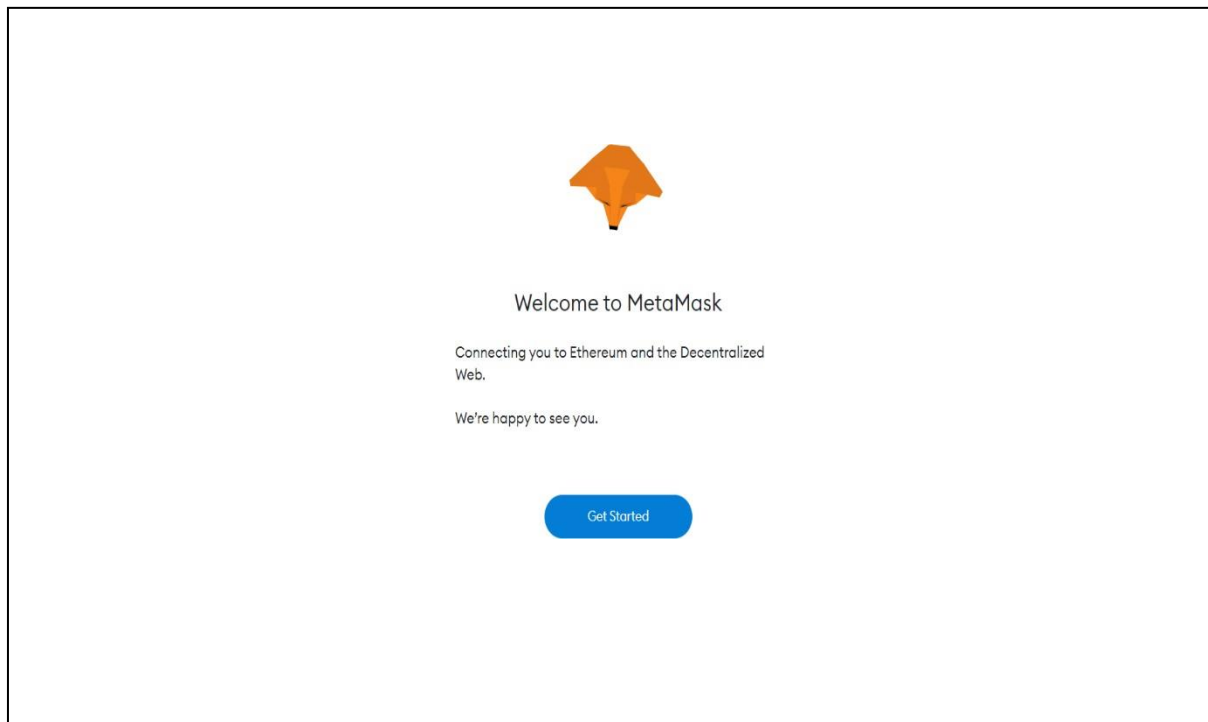 Welcome to MetaMask
Connecting you to Ethereum and the Decentralized
Web.
We're happy to see you.
Get Started